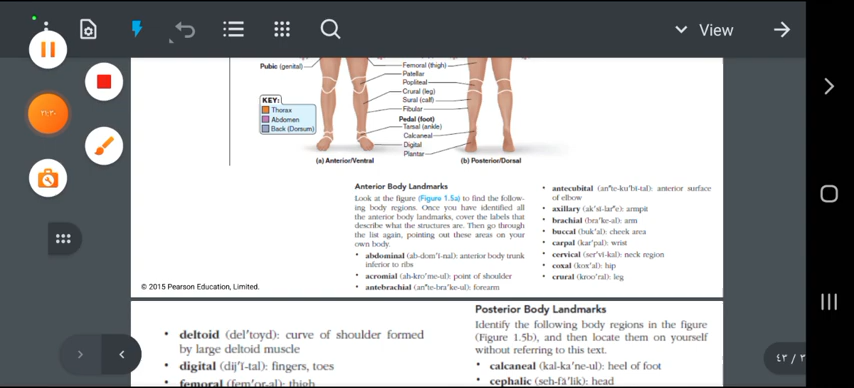 View
Pubic (genital)
Femoral (thigh)
Patellar
Popliteal
Crural (leg)
Sural (calf)
Fibular
Pedal (foot)
Tarsal (ankle)
Calcaneal
Digital
Plantar
KEY:
Thorax
Abdomen
Back (Dorsum)
(a) Anterior/Ventral
(b) Posterior/Dorsal
Anterior Body Landmarks
Look at the figure (Figure 1.5a) to find the follow-
ing body regions. Once you have identified all
the anterior body landmarks, cover the labels that
describe what the structures are. Then go through
the list again, pointing out these areas on your
own body.
• abdominal (ab-dom′ĭ-nal): anterior body trunk
inferior to ribs
• acromial (ah-kro′me-ul): point of shoulder
• antebrachial (an″te-bra′ke-ul): forearm
• antecubital (an″te-ku′bĭ-tal): anterior surface
of elbow
• axillary (ak′sĭ-lar″e): armpit
• brachial (bra′ke-al): arm
• buccal (buk′al): cheek area
• carpal (kar′pal): wrist
• cervical (ser′vĭ-kal): neck region
• coxal (kox′al): hip
• crural (kroo′ral): leg
© 2015 Pearson Education, Limited.
• deltoid (del′toyd): curve of shoulder formed
by large deltoid muscle
• digital (dij′ĭ-tal): fingers, toes
femoral (fem′or-al): thigh
Posterior Body Landmarks
Identify the following body regions in the figure
(Figure 1.5b), and then locate them on yourself
without referring to this text.
• calcaneal (kal-ka′ne-ul): heel of foot
• cephalic (seh-fă′lik): head